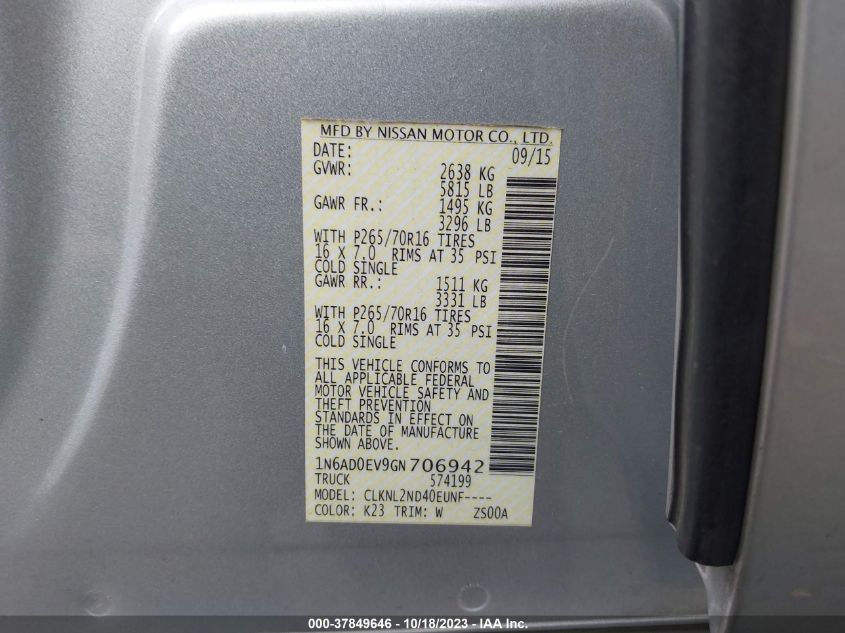 MFD BY NISSAN MOTOR CO., LTD.
DATE: 09/15
GVWR: 2638 KG
5815 LB
GAWR FR.: 1495 KG
3296 LB
WITH P265/70R16 TIRES
16 X 7.0 RIMS AT 35 PSI
COLD SINGLE
GAWR RR.: 1511 KG
3331 LB
WITH P265/70R16 TIRES
16 X 7.0 RIMS AT 35 PSI
COLD SINGLE
THIS VEHICLE CONFORMS TO
ALL APPLICABLE FEDERAL
MOTOR VEHICLE SAFETY AND
THEFT PREVENTION
STANDARDS IN EFFECT ON
THE DATE OF MANUFACTURE
SHOWN ABOVE.
1N6AD0EV9GN706942
TRUCK 574199
MODEL: CLKNL2ND40EUNF----
COLOR: K23 TRIM: W ZS00A
000-37849646 - 10/18/2023 - IAA Inc.